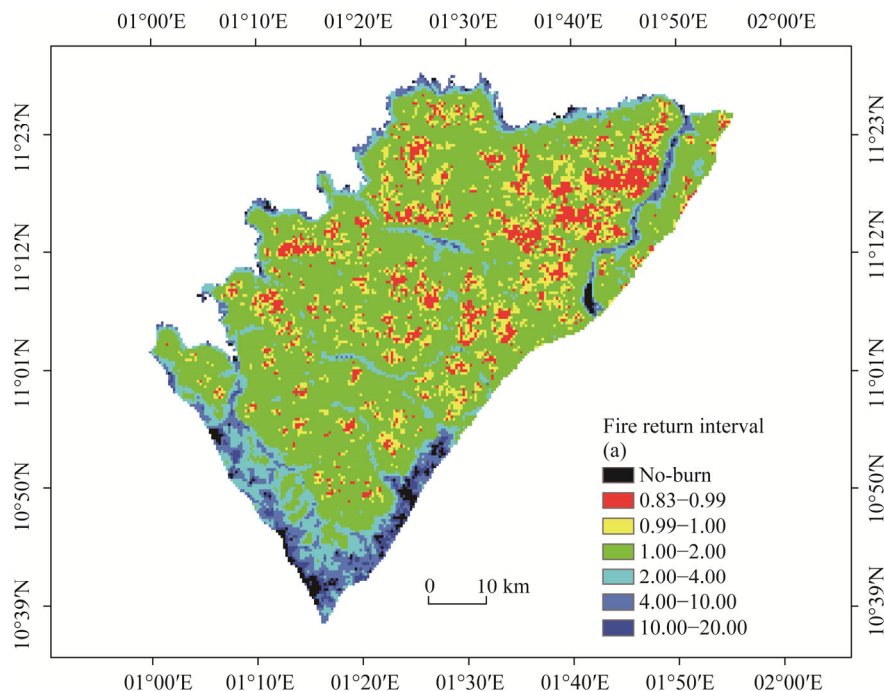 01°00′E 01°10′E 01°20′E 01°30′E 01°40′E 01°50′E 02°00′E
11°23′N
11°23′N
11°12′N
11°12′N
11°01′N
11°01′N
10°50′N
10°50′N
10°39′N
10°39′N
Fire return interval
(a)
No-burn
0.83−0.99
0.99−1.00
1.00−2.00
2.00−4.00
4.00−10.00
10.00−20.00
0 10 km
01°00′E 01°10′E 01°20′E 01°30′E 01°40′E 01°50′E 02°00′E